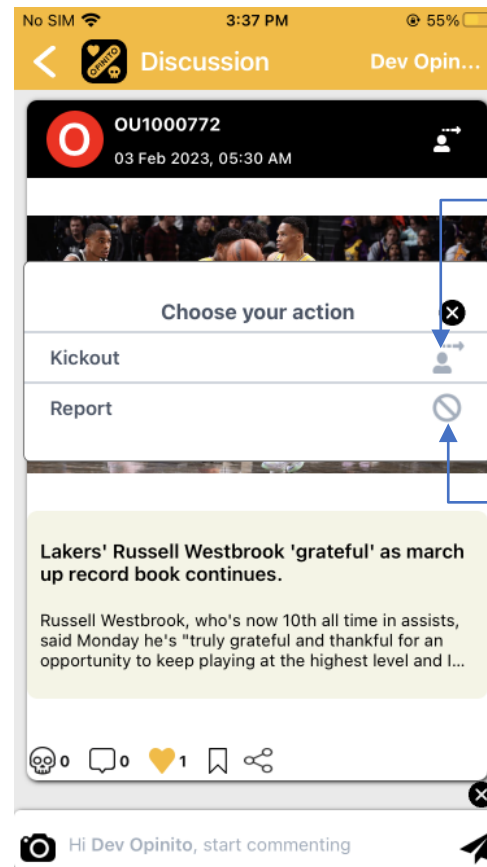 No SIM 3:37 PM 55%
OPINITO Discussion Dev Opin...
O OU1000772
03 Feb 2023, 05:30 AM
Choose your action
Kickout
Report
Lakers' Russell Westbrook 'grateful' as march
up record book continues.
Russell Westbrook, who's now 10th all time in assists,
said Monday he's "truly grateful and thankful for an
opportunity to keep playing at the highest level and I...
0 0 1
Hi Dev Opinito, start commenting